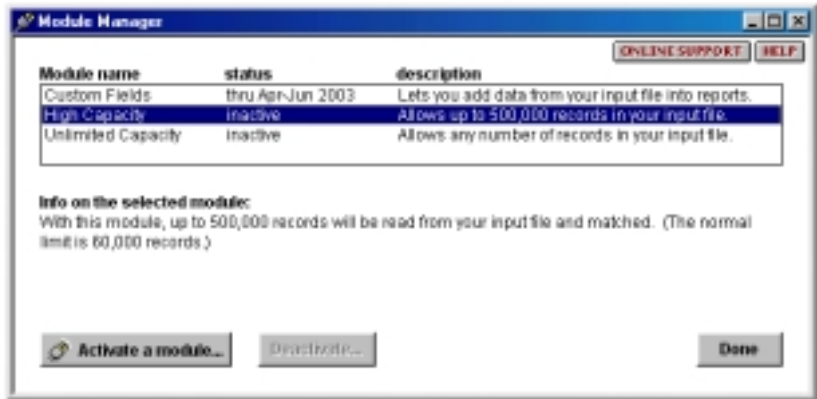 Module Manager
ONLINE SUPPORT HELP
Module name status description
Custom Fields thru Apr-Jun 2003 Lets you add data from your input file into reports.
High Capacity inactive Allows up to 500,000 records in your input file.
Unlimited Capacity inactive Allows any number of records in your input file.
Info on the selected module:
With this module, up to 500,000 records will be read from your input file and matched. (The normal
limit is 60,000 records.)
Activate a module... Deactivate... Done